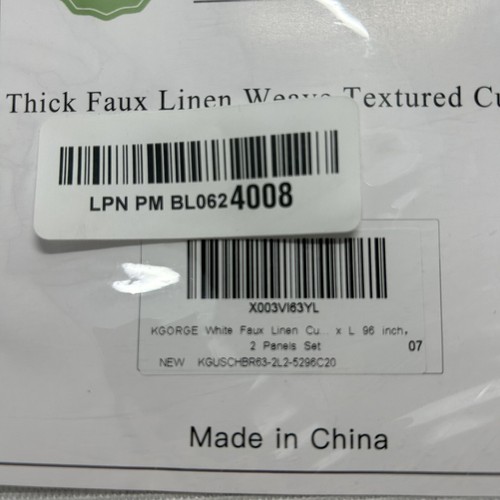 Thick Faux Linen Weave Textured Cu
LPN PM BL0624008
X003VI63YL
KGORGE White Faux Linen Cu... x L 96 inch,
2 Panels Set
07
NEW KGUSCHBR63-2L2-5296C20
Made in China